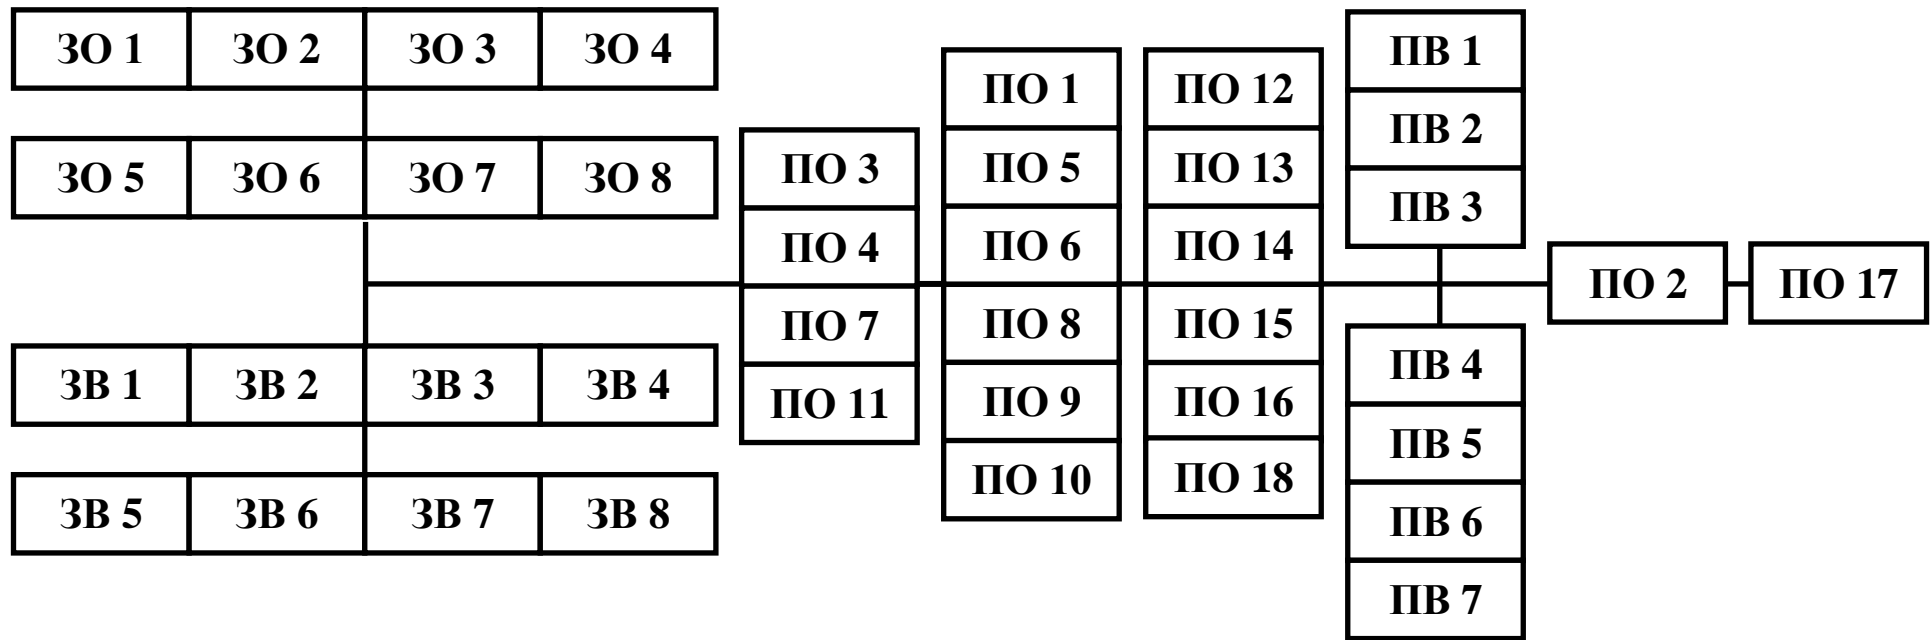 ЗО 1 ЗО 2 ЗО 3 ЗО 4
ЗО 5 ЗО 6 ЗО 7 ЗО 8
ЗВ 1 ЗВ 2 ЗВ 3 ЗВ 4
ЗВ 5 ЗВ 6 ЗВ 7 ЗВ 8
ПО 3
ПО 4
ПО 7
ПО 11
ПО 1
ПО 5
ПО 6
ПО 8
ПО 9
ПО 10
ПО 12
ПО 13
ПО 14
ПО 15
ПО 16
ПО 18
ПВ 1
ПВ 2
ПВ 3
ПВ 4
ПВ 5
ПВ 6
ПВ 7
ПО 2
ПО 17